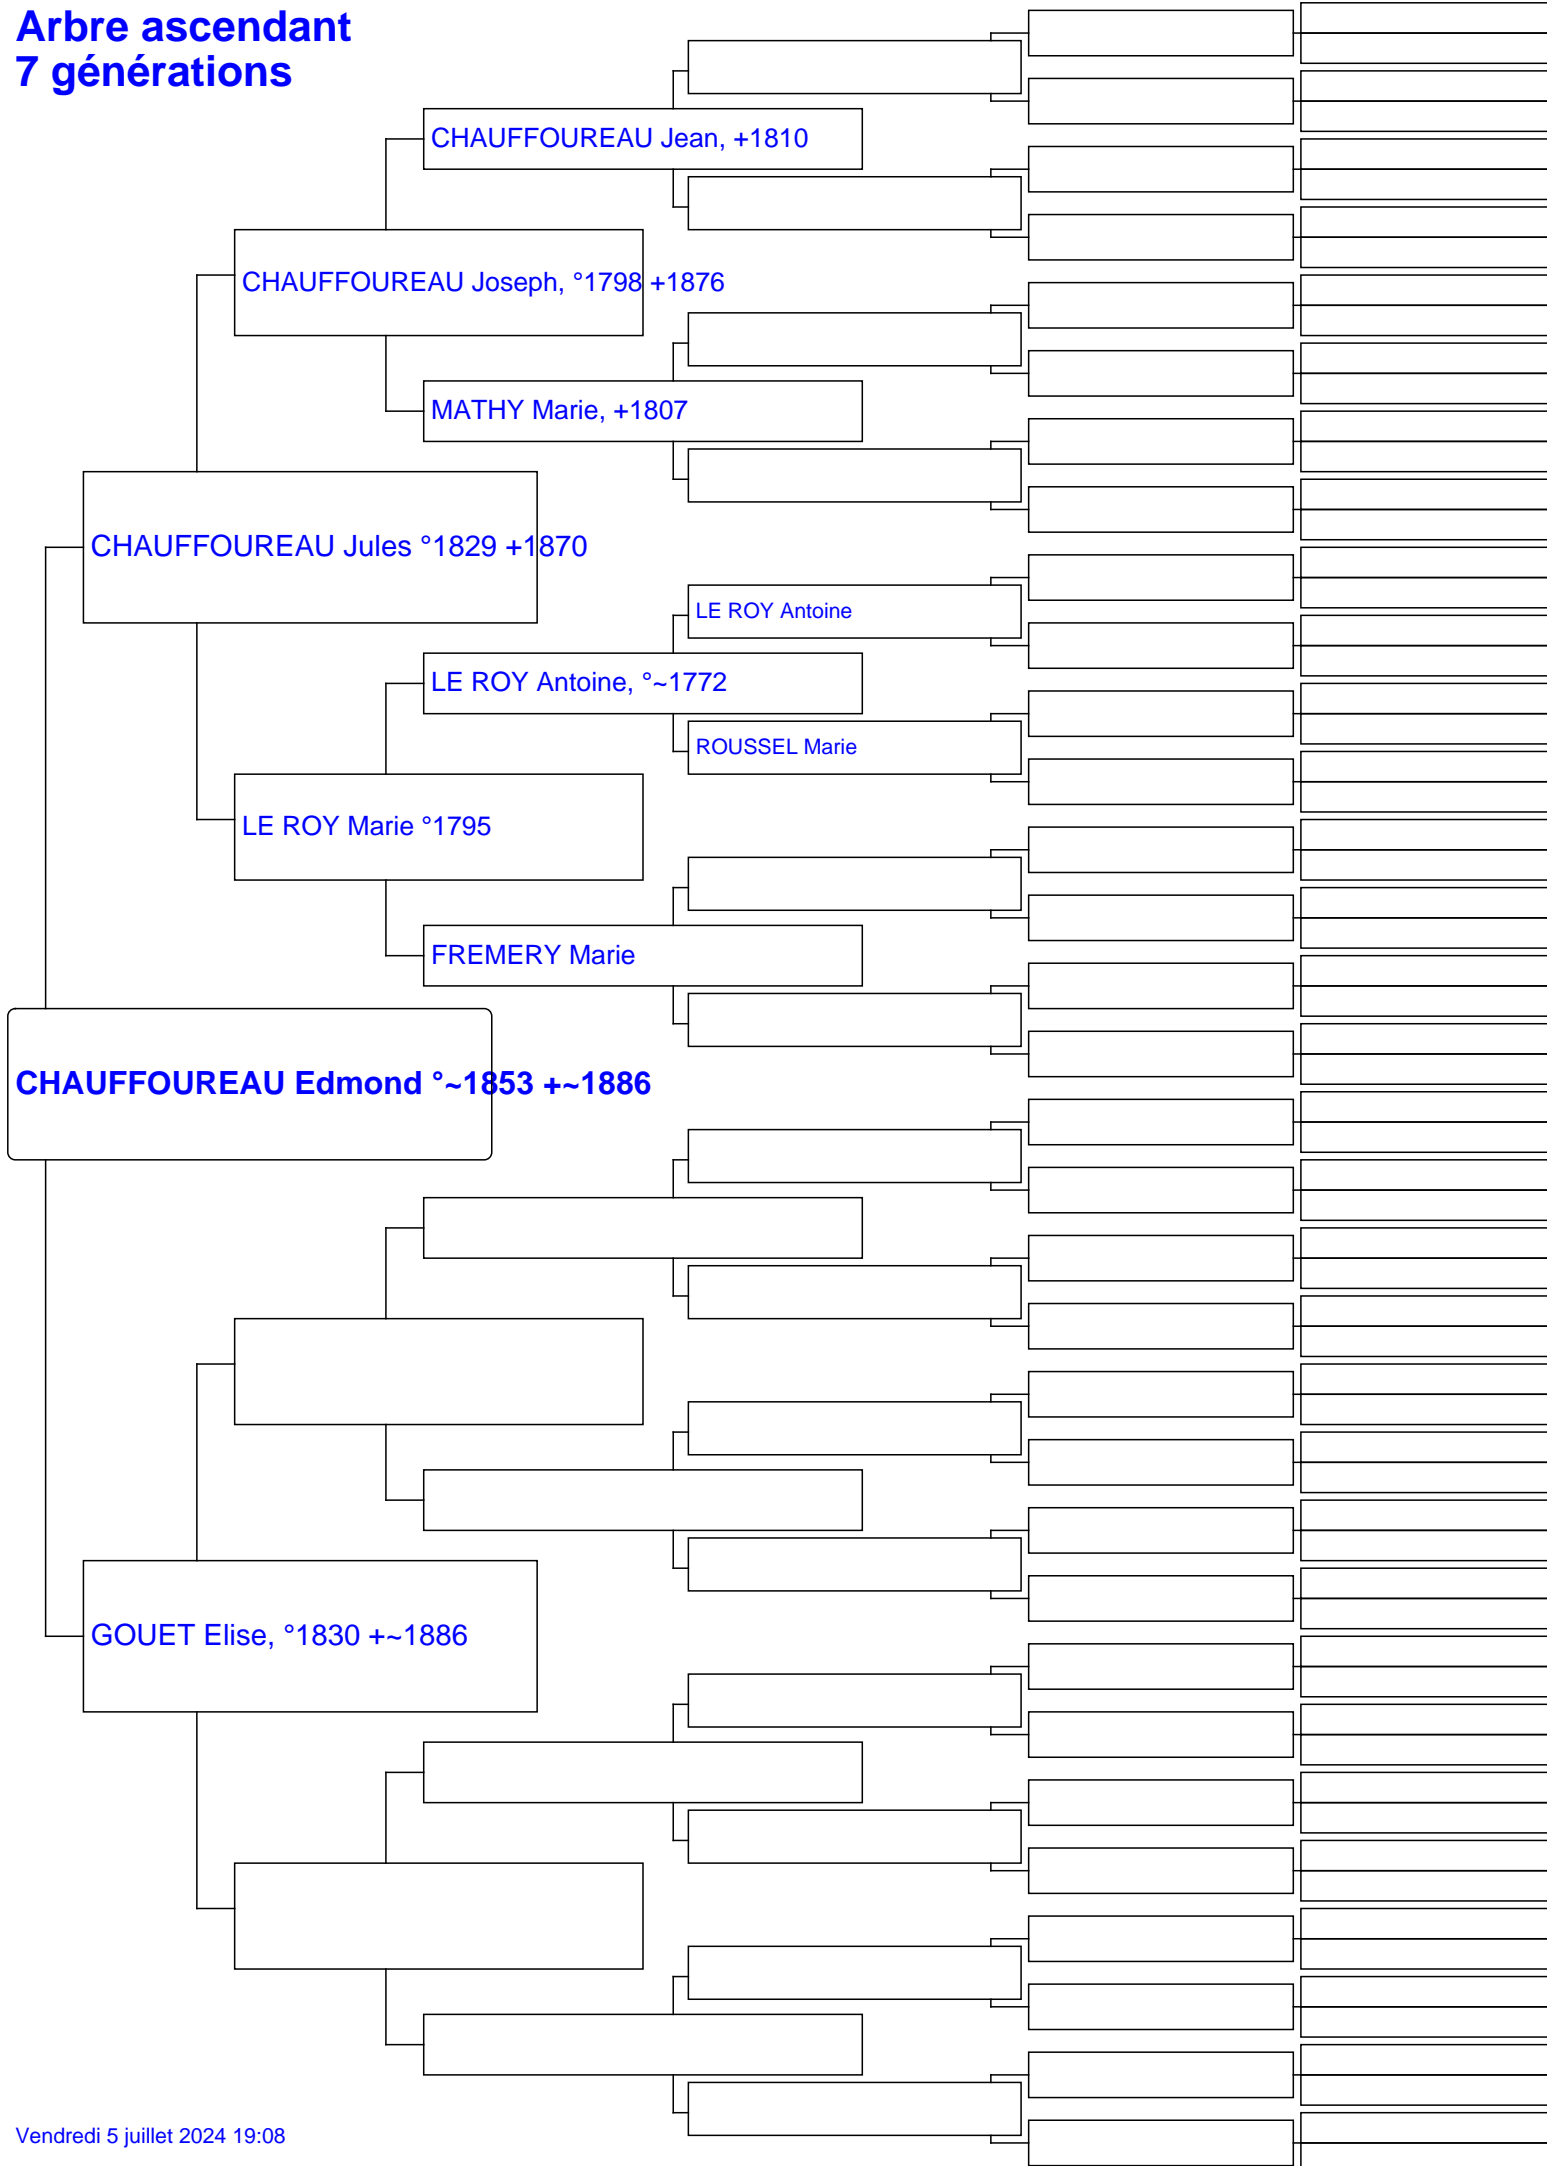 Arbre ascendant
7 générations
CHAUFFOUREAU Jean, +1810
CHAUFFOUREAU Joseph, °1798 +1876
MATHY Marie, +1807
CHAUFFOUREAU Jules °1829 +1870
LE ROY Antoine
LE ROY Antoine, °~1772
ROUSSEL Marie
LE ROY Marie °1795
FREMERY Marie
CHAUFFOUREAU Edmond °~1853 +~1886
GOUET Elise, °1830 +~1886
Vendredi 5 juillet 2024 19:08